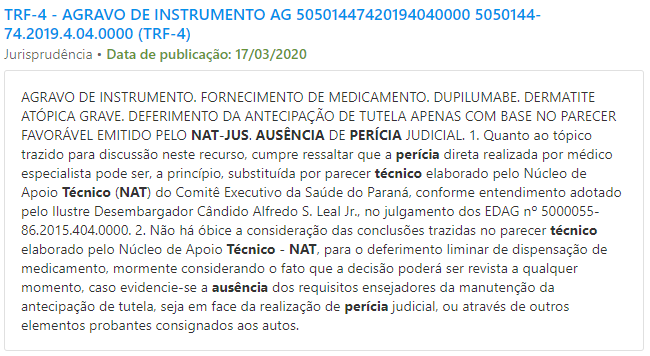 TRF-4 - AGRAVO DE INSTRUMENTO AG 50501447420194040000 5050144-
74.2019.4.04.0000 (TRF-4)
Jurisprudência • Data de publicação: 17/03/2020
AGRAVO DE INSTRUMENTO. FORNECIMENTO DE MEDICAMENTO. DUPILUMABE. DERMATITE
ATÓPICA GRAVE. DEFERIMENTO DA ANTECIPAÇÃO DE TUTELA APENAS COM BASE NO PARECER
FAVORÁVEL EMITIDO PELO NAT-JUS. AUSÊNCIA DE PERÍCIA JUDICIAL. 1. Quanto ao tópico
trazido para discussão neste recurso, cumpre ressaltar que a perícia direta realizada por médico
especialista pode ser, a princípio, substituída por parecer técnico elaborado pelo Núcleo de
Apoio Técnico (NAT) do Comitê Executivo da Saúde do Paraná, conforme entendimento adotado
pelo Ilustre Desembargador Cândido Alfredo S. Leal Jr., no julgamento dos EDAG nº 5000055-
86.2015.404.0000. 2. Não há óbice a consideração das conclusões trazidas no parecer técnico
elaborado pelo Núcleo de Apoio Técnico - NAT, para o deferimento liminar de dispensação de
medicamento, mormente considerando o fato que a decisão poderá ser revista a qualquer
momento, caso evidencie-se a ausência dos requisitos ensejadores da manutenção da
antecipação de tutela, seja em face da realização de perícia judicial, ou através de outros
elementos probantes consignados aos autos.